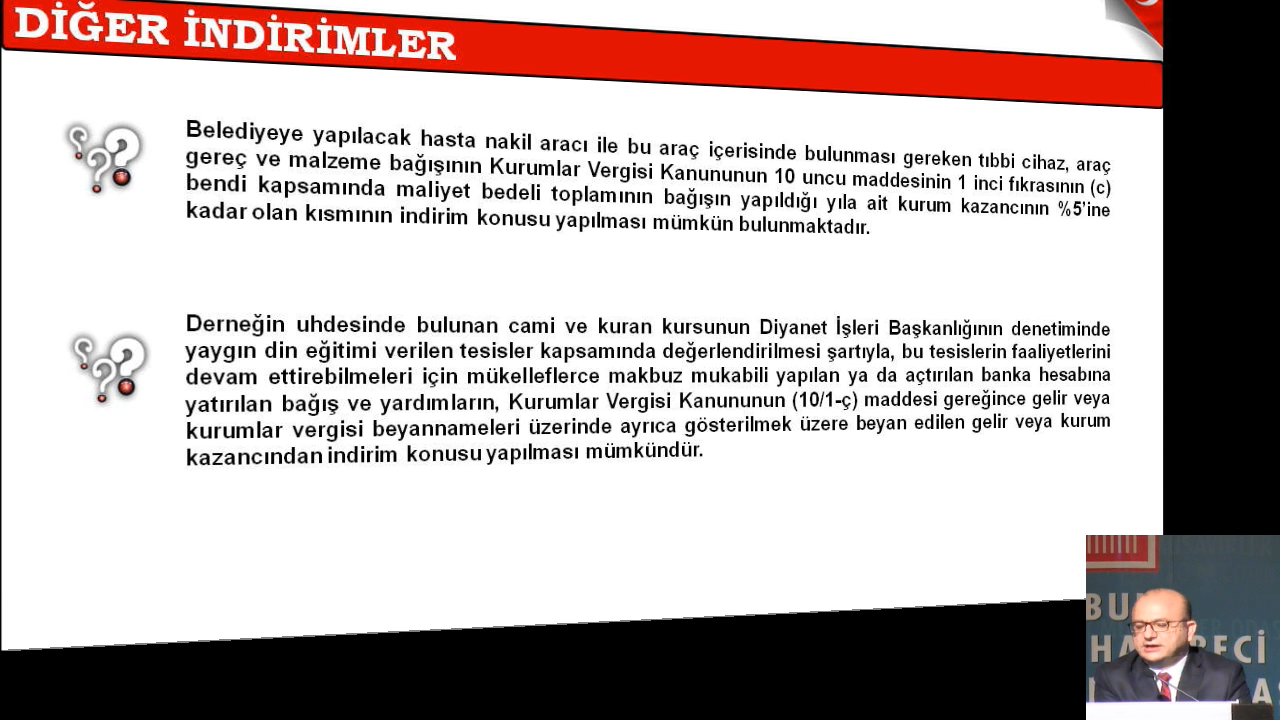 DİĞER İNDİRİMLER
Belediyeye yapılacak hasta nakil aracı ile bu araç içerisinde bulunması gereken tıbbi cihaz, araç
gereç ve malzeme bağışının Kurumlar Vergisi Kanununun 10 uncu maddesinin 1 inci fıkrasının (c)
bendi kapsamında maliyet bedeli toplamının bağışın yapıldığı yıla ait kurum kazancının %5'ine
kadar olan kısmının indirim konusu yapılması mümkün bulunmaktadır.
Derneğin uhdesinde bulunan cami ve kuran kursunun Diyanet İşleri Başkanlığının denetiminde
yaygın din eğitimi verilen tesisler kapsamında değerlendirilmesi şartıyla, bu tesislerin faaliyetlerini
devam ettirebilmeleri için mükelleflerce makbuz mukabili yapılan ya da açtırılan banka hesabına
yatırılan bağış ve yardımların, Kurumlar Vergisi Kanununun (10/1-ç) maddesi gereğince gelir veya
kurumlar vergisi beyannameleri üzerinde ayrıca gösterilmek üzere beyan edilen gelir veya kurum
kazancından indirim konusu yapılması mümkündür.